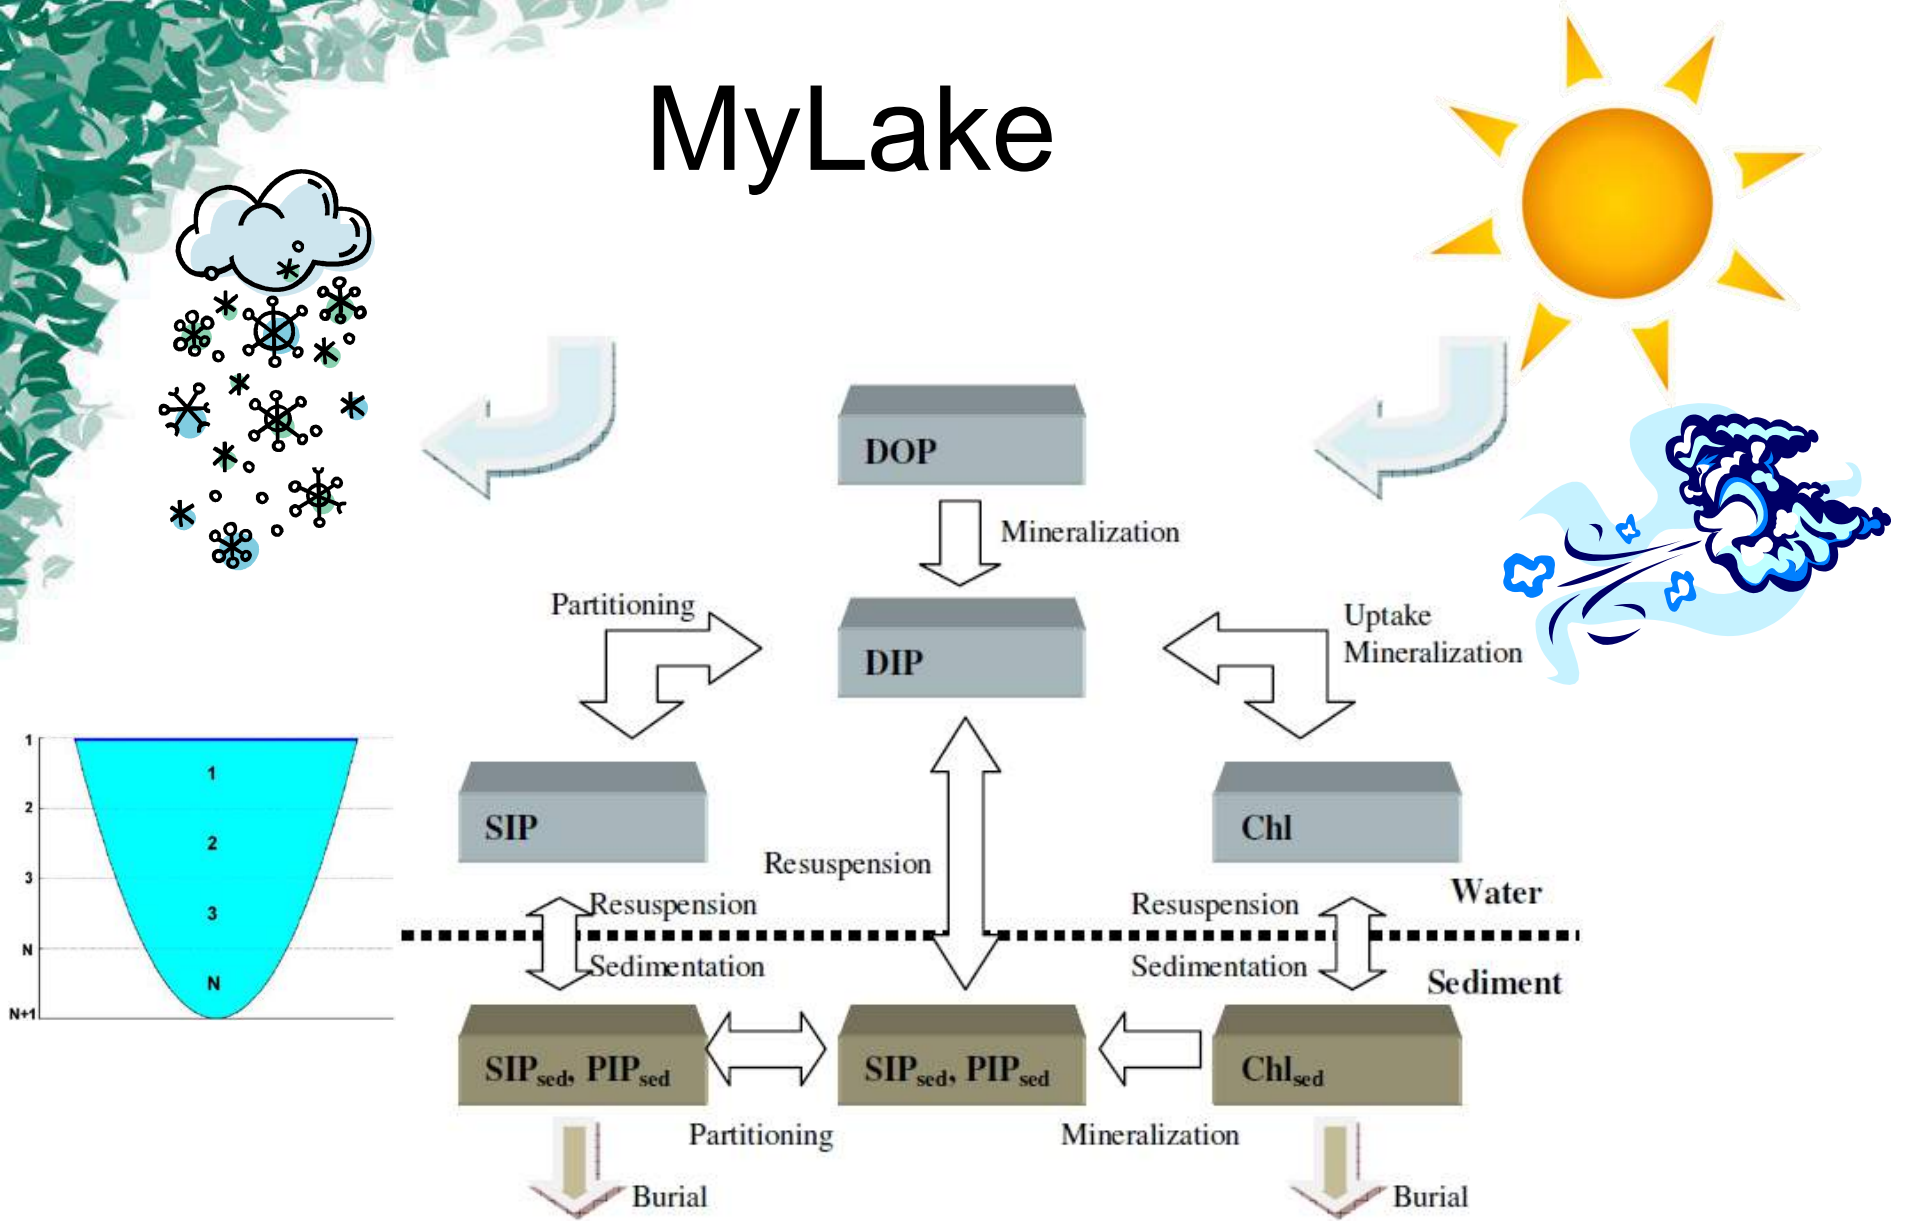 MyLake
DOP
Mineralization
Partitioning
DIP
Uptake
Mineralization
SIP
Chl
Resuspension
Resuspension
Resuspension
Water
Sedimentation
Sedimentation
Sediment
SIPsed, PIPsed
SIPsed, PIPsed
Chlsed
Partitioning
Mineralization
Burial
Burial
1
1
2
2
3
3
N
N
N+1